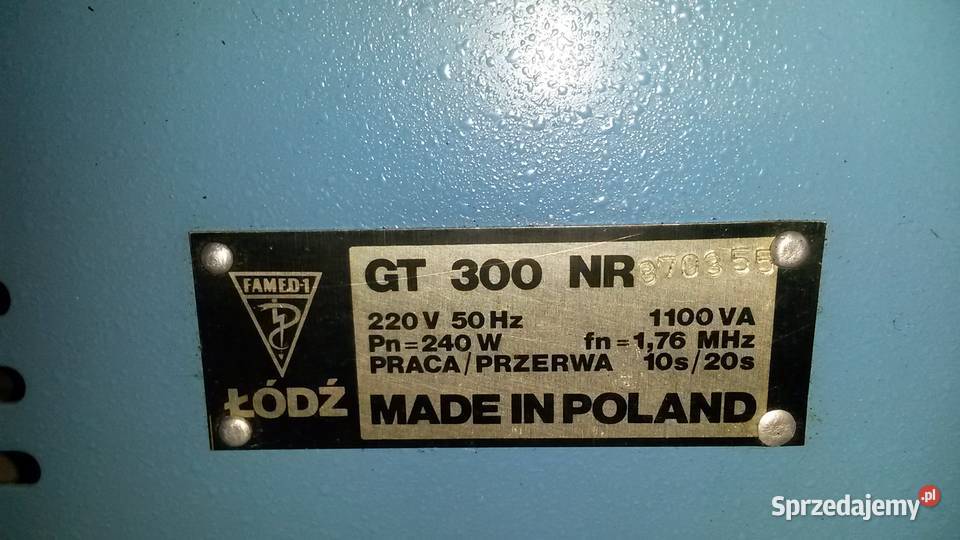 FAMED-1
ŁÓDŹ
GT 300 NR 870355
220 V 50 Hz 1100 VA
Pn = 240 W fn = 1,76 MHz
PRACA/PRZERWA 10s/20s
MADE IN POLAND
Sprzedajemy.pl